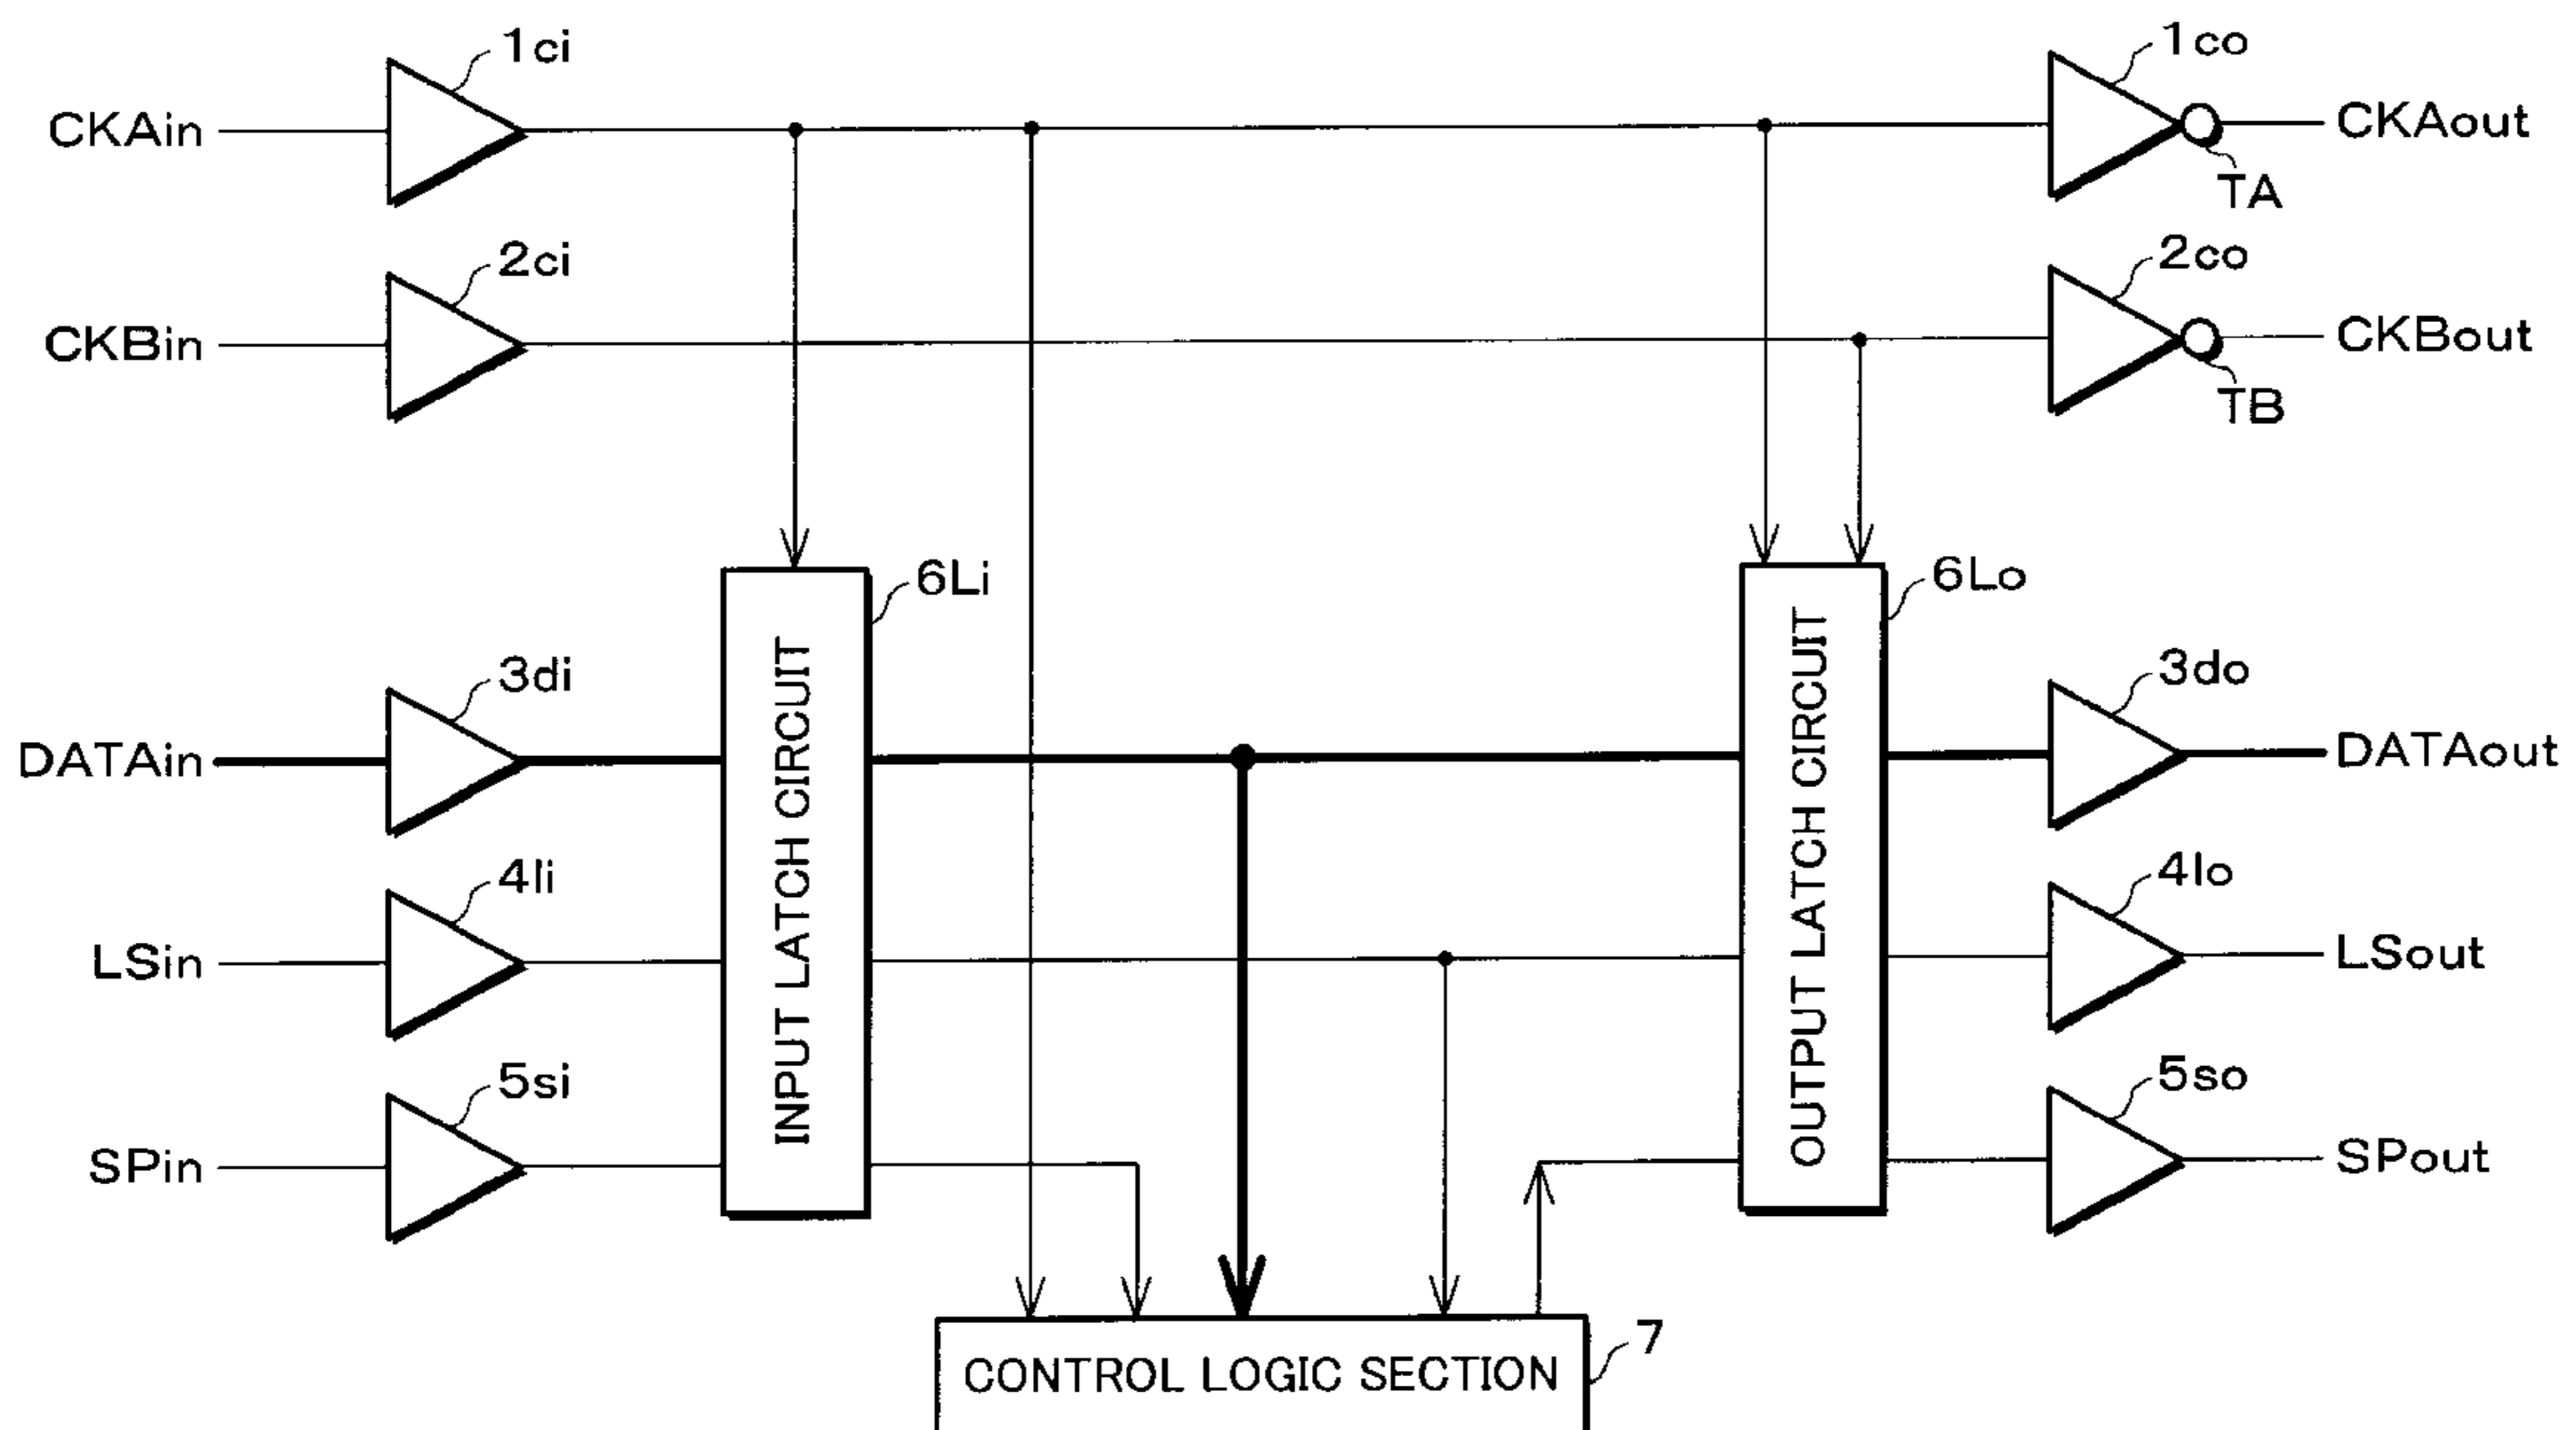 1ci
1co
CKAin
CKAout
TA
2ci
2co
CKBin
CKBout
TB
6Li
6Lo
INPUT LATCH CIRCUIT
OUTPUT LATCH CIRCUIT
3di
3do
DATAin
DATAout
4li
4lo
LSin
LSout
5si
5so
SPin
SPout
CONTROL LOGIC SECTION
7